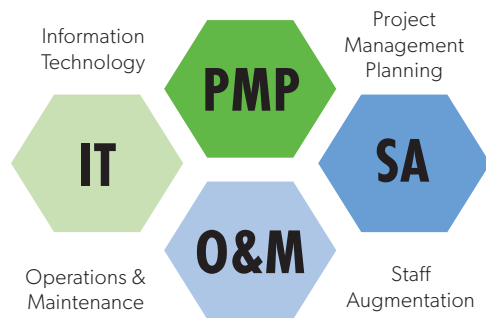 Information
Technology
PMP
Project
Management
Planning
IT
SA
O&M
Operations &
Maintenance
Staff
Augmentation